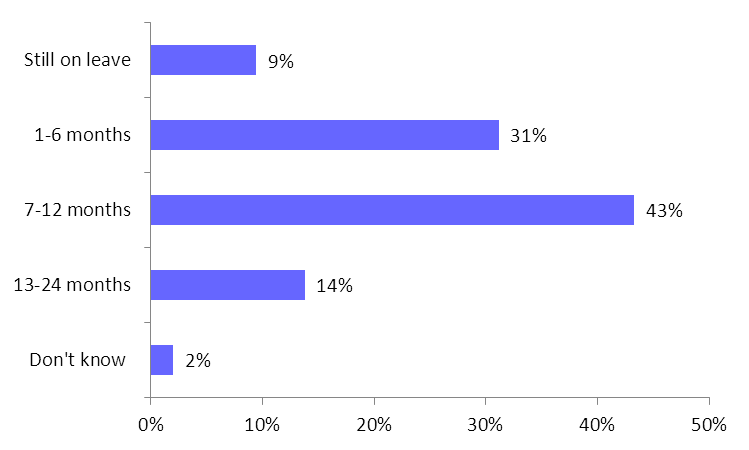 Still on leave 9%
1-6 months 31%
7-12 months 43%
13-24 months 14%
Don't know 2%
0% 10% 20% 30% 40% 50%